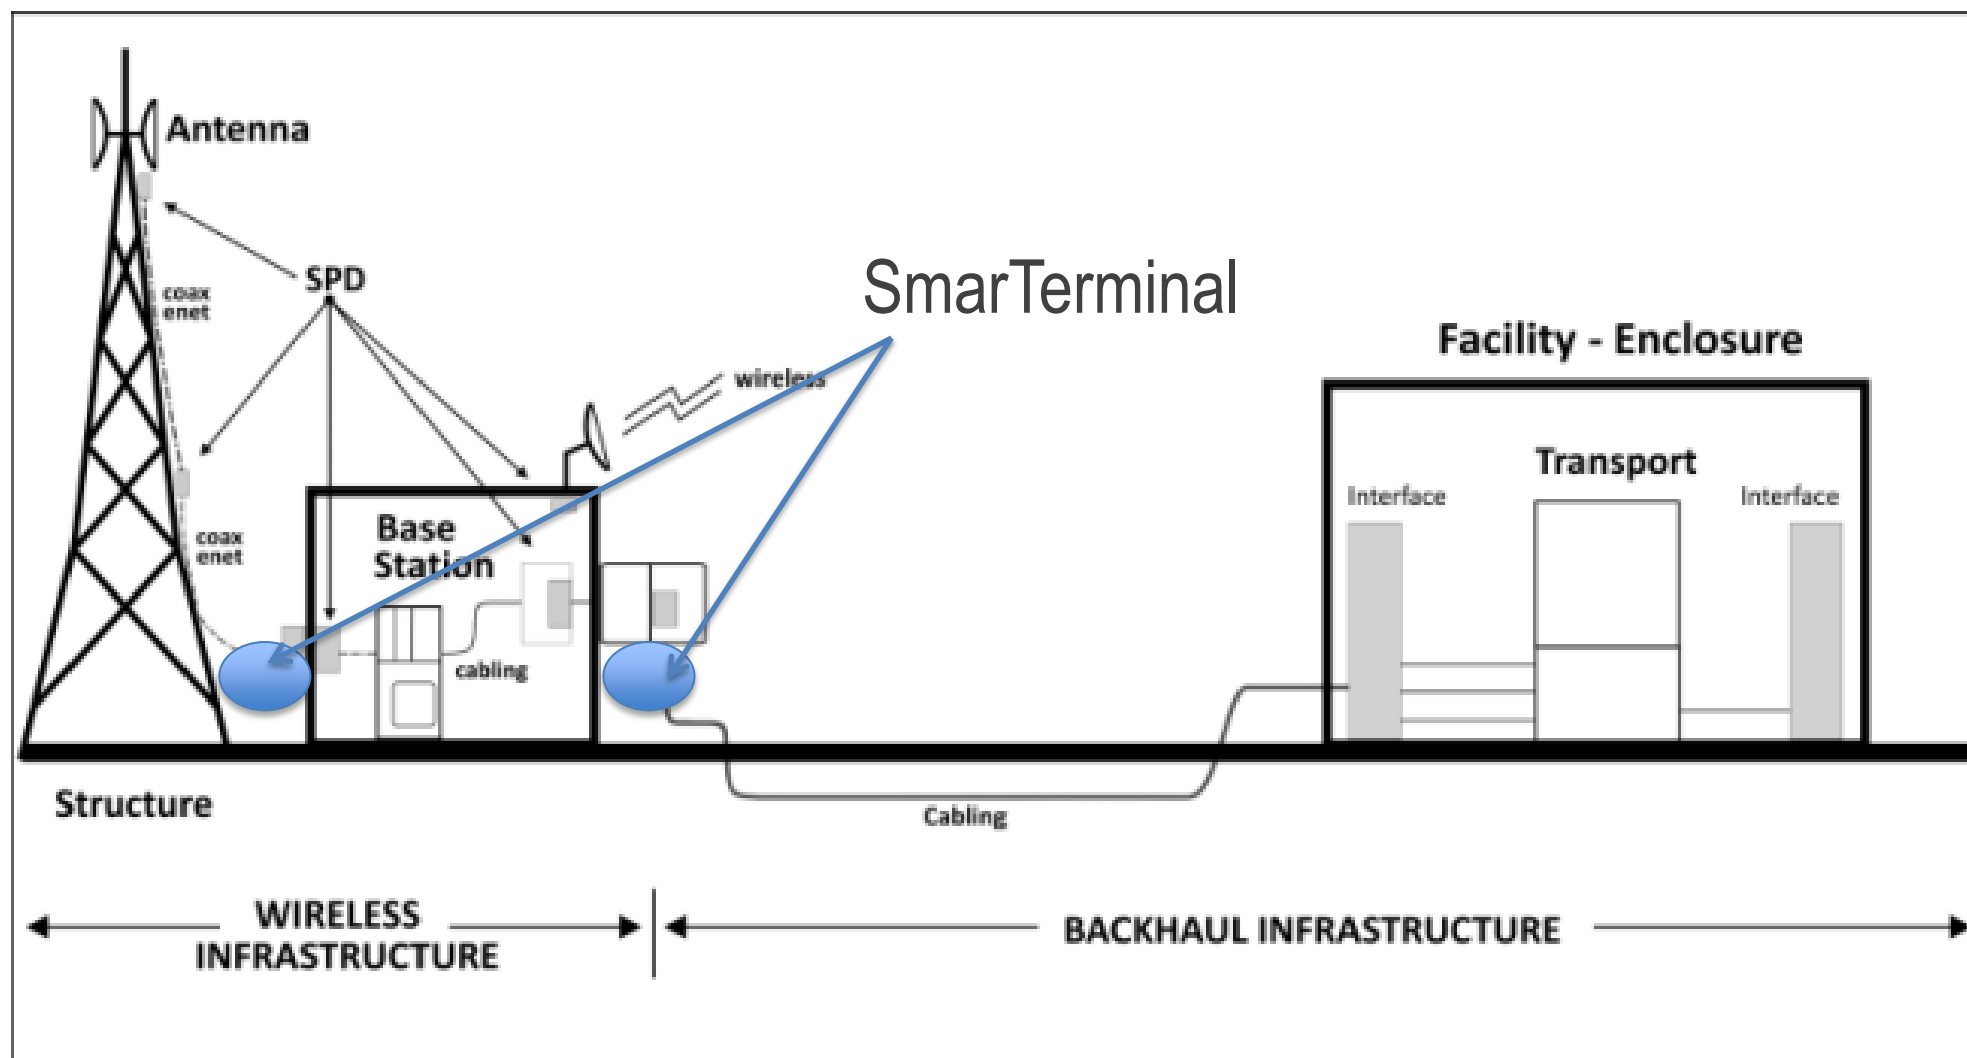 Antenna
SPD
coax
enet
SmarTerminal
Facility - Enclosure
wireless
Transport
Interface
Interface
Base
Station
coax
enet
cabling
Structure
Cabling
WIRELESS
INFRASTRUCTURE
BACKHAUL INFRASTRUCTURE